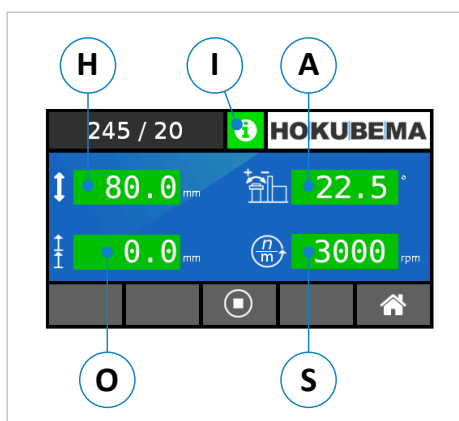 H I A
245 / 20 i HOKUBEMA
80.0 mm 22.5 °
0.0 mm n/m 3000 rpm
O S